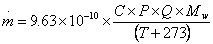 ṁ = 9.63×10⁻¹⁰ × (C×P×Q×M_w)/(T+273)